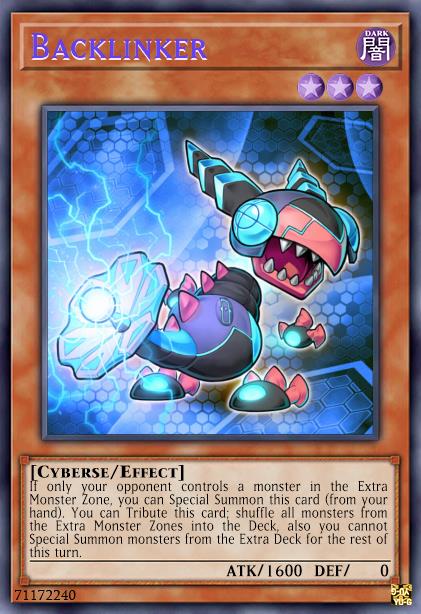 BACKLINKER
DARK
闇
[CYBERSE/EFFECT]
If only your opponent controls a monster in the Extra
Monster Zone, you can Special Summon this card (from your
hand). You can Tribute this card; shuffle all monsters from
the Extra Monster Zones into the Deck, also you cannot
Special Summon monsters from the Extra Deck for the rest of
this turn.
ATK/1600 DEF/ 0
71172240